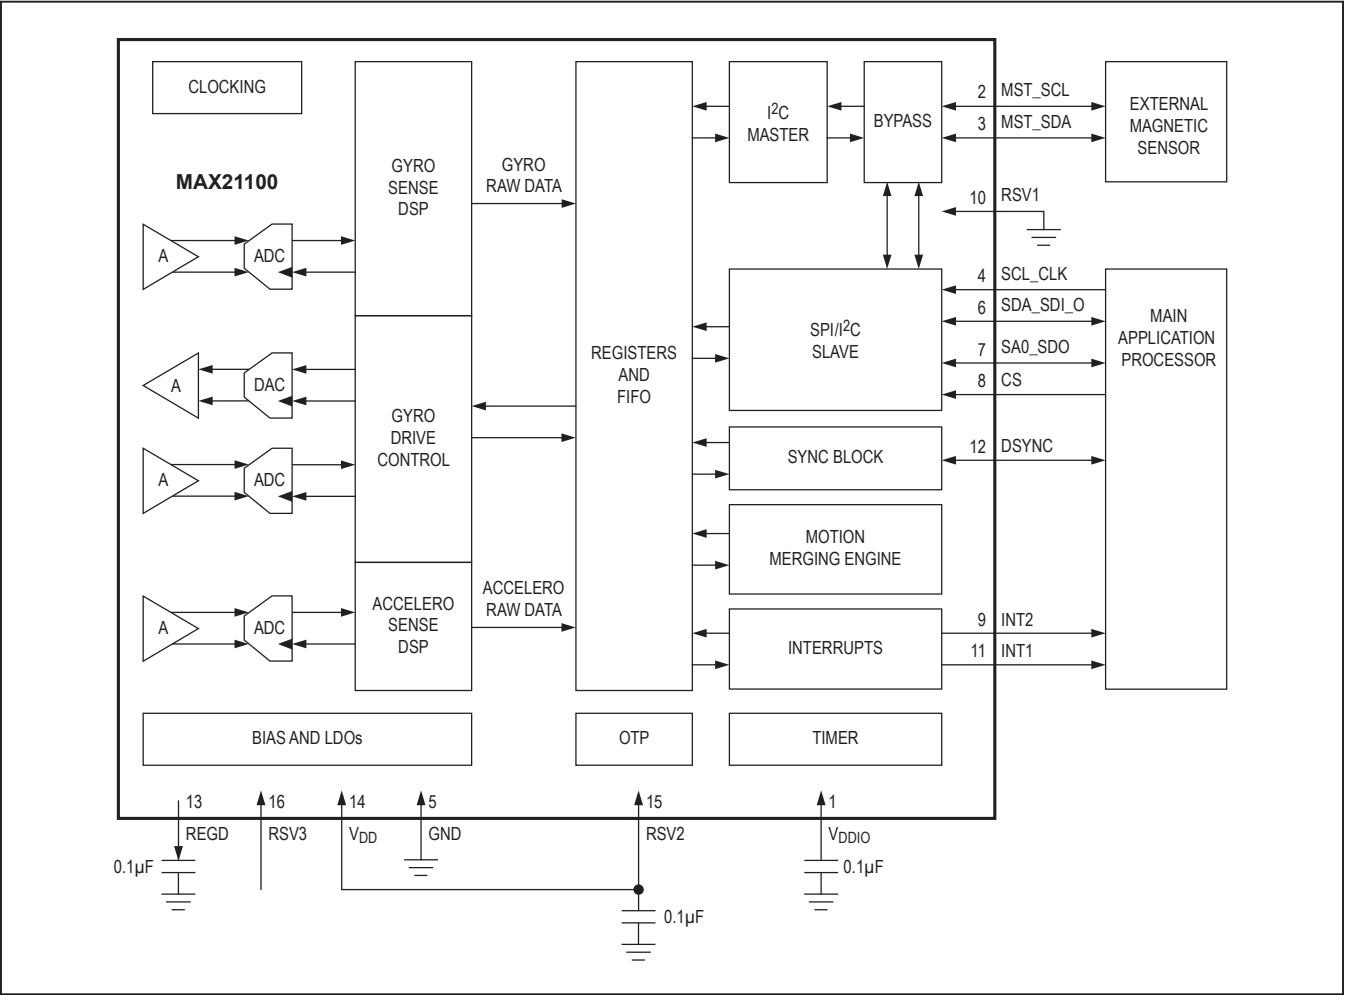 CLOCKING
MAX21100
A
ADC
A
DAC
A
ADC
A
ADC
GYRO
SENSE
DSP
GYRO
DRIVE
CONTROL
ACCELERO
SENSE
DSP
GYRO
RAW DATA
ACCELERO
RAW DATA
REGISTERS
AND
FIFO
I²C
MASTER
BYPASS
SPI/I²C
SLAVE
SYNC BLOCK
MOTION
MERGING ENGINE
INTERRUPTS
2 MST_SCL
3 MST_SDA
10 RSV1
4 SCL_CLK
6 SDA_SDI_O
7 SA0_SDO
8 CS
12 DSYNC
9 INT2
11 INT1
EXTERNAL
MAGNETIC
SENSOR
MAIN
APPLICATION
PROCESSOR
BIAS AND LDOs
OTP
TIMER
13
REGD
0.1µF
16
RSV3
14
VDD
5
GND
15
RSV2
0.1µF
1
VDDIO
0.1µF